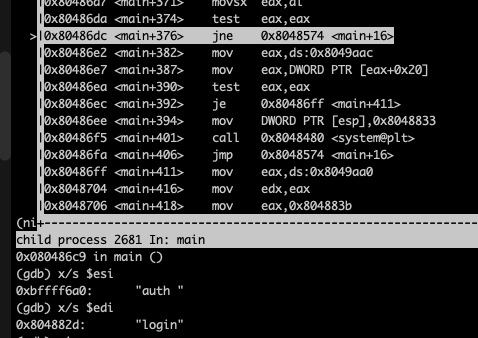 0x80486d7 <main+371> movsx eax,al
|0x80486da <main+374> test eax,eax
>|0x80486dc <main+376> jne 0x8048574 <main+16>
|0x80486e2 <main+382> mov eax,ds:0x8049aac
|0x80486e7 <main+387> mov eax,DWORD PTR [eax+0x20]
|0x80486ea <main+390> test eax,eax
|0x80486ec <main+392> je 0x80486ff <main+411>
|0x80486ee <main+394> mov DWORD PTR [esp],0x8048833
|0x80486f5 <main+401> call 0x8048480 <system@plt>
|0x80486fa <main+406> jmp 0x8048574 <main+16>
|0x80486ff <main+411> mov eax,ds:0x8049aa0
|0x8048704 <main+416> mov edx,eax
|0x8048706 <main+418> mov eax,0x804883b
(ni+-----------------------------------------------------
child process 2681 In: main
0x080486c9 in main ()
(gdb) x/s $esi
0xbffff6a0: "auth "
(gdb) x/s $edi
0x804882d: "login"